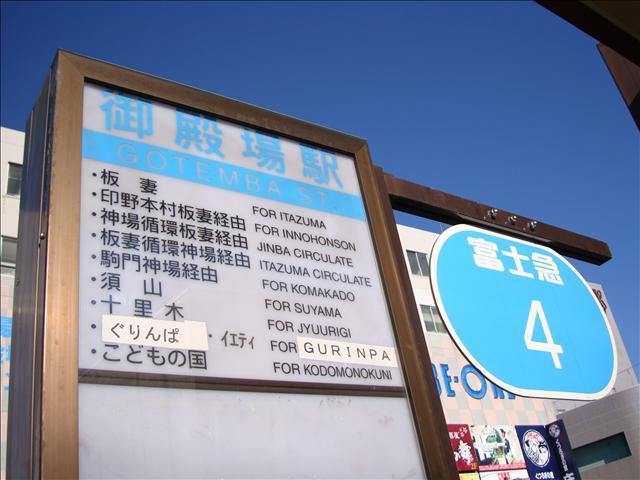 御殿場駅
GOTEMBA ST.
・板妻 FOR ITAZUMA
・印野本村板妻経由 FOR INNOHONSON
・神場循環板妻経由 JINBA CIRCULATE
・板妻循環神場経由 ITAZUMA CIRCULATE
・駒門神場経由 FOR KOMAKADO
・須山 FOR SUYAMA
・十里木 FOR JYUURIGI
・ぐりんぱ・イエティ FOR GURINPA
・こどもの国 FOR KODOMONOKUNI
富士急
4